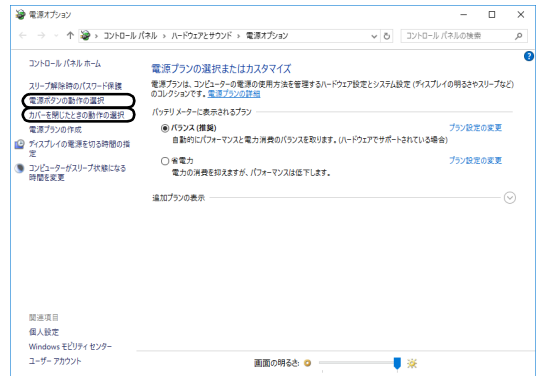 電源オプション
コントロール パネル › ハードウェアとサウンド › 電源オプション
コントロール パネルの検索
コントロール パネル ホーム
スリープ解除時のパスワード保護
電源ボタンの動作の選択
カバーを閉じたときの動作の選択
電源プランの作成
ディスプレイの電源を切る時間の指
定
コンピューターがスリープ状態になる
時間を変更
電源プランの選択またはカスタマイズ
電源プランは、コンピューターの電源の使用方法を管理するハードウェア設定とシステム設定 (ディスプレイの明るさやスリープなど)
のコレクションです。電源プランの詳細
バッテリ メーターに表示されるプラン
バランス (推奨) プラン設定の変更
自動的にパフォーマンスと電力消費のバランスを取ります。(ハードウェアでサポートされている場合)
省電力 プラン設定の変更
電力の消費を抑えますが、パフォーマンスは低下します。
追加プランの表示
関連項目
個人設定
Windows モビリティ センター
ユーザー アカウント
画面の明るさ: